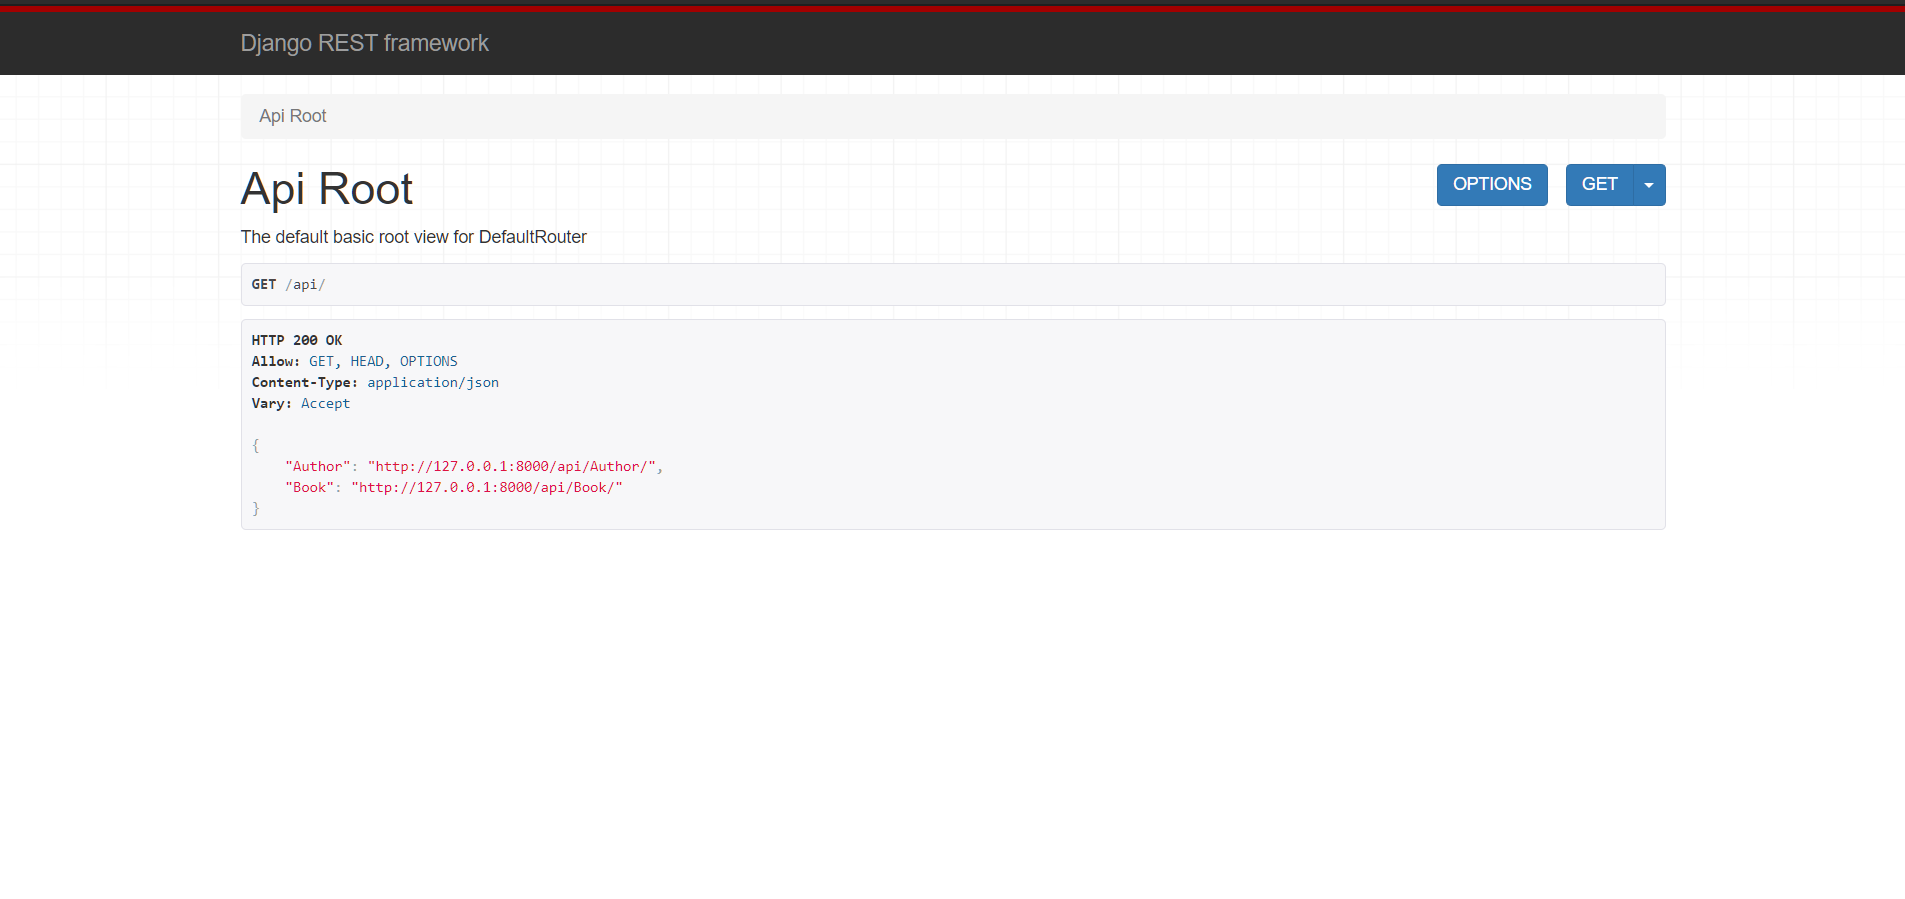 Django REST framework
Api Root
Api Root
OPTIONS
GET
The default basic root view for DefaultRouter
GET /api/
HTTP 200 OK
Allow: GET, HEAD, OPTIONS
Content-Type: application/json
Vary: Accept
{
    "Author": "http://127.0.0.1:8000/api/Author/",
    "Book": "http://127.0.0.1:8000/api/Book/"
}